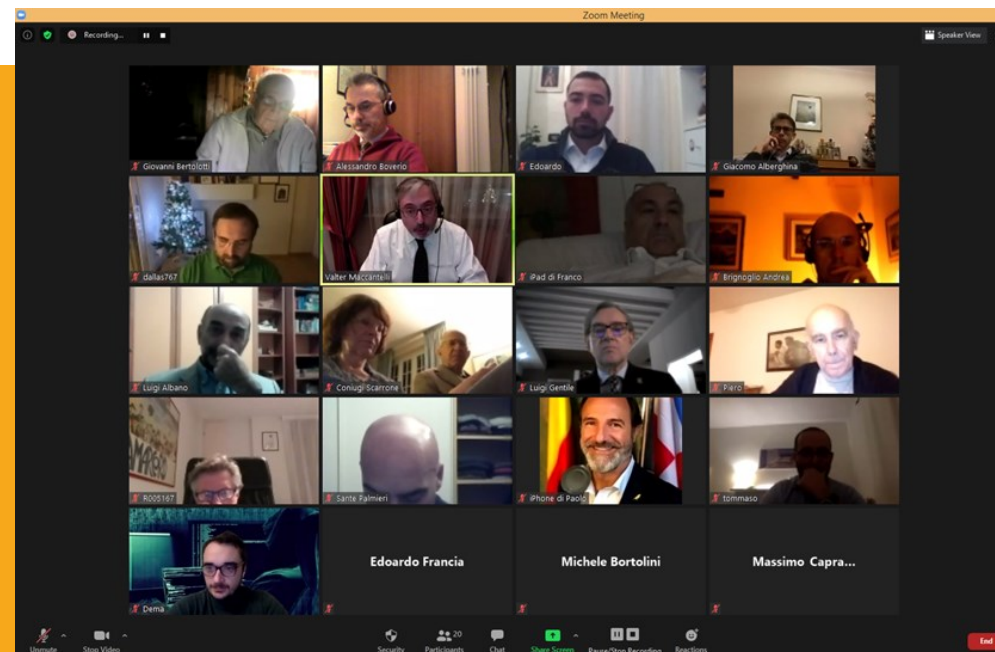 Zoom Meeting
Recording...
Speaker View
Giovanni Bertolotti
Alessandro Boverio
Edoardo
Giacomo Alberghina
dallas767
Valter Maccantelli
iPad di Franco
Brignoglio Andrea
Luigi Albano
Coniugi Scarrone
Luigi Gentile
Piero
R005167
Sante Palmieri
iPhone di Paolo
tommaso
Dema
Edoardo Francia
Michele Bortolini
Massimo Capra...
Unmute
Stop Video
Security
Participants
20
Chat
Share Screen
Pause/Stop Recording
Reactions
End